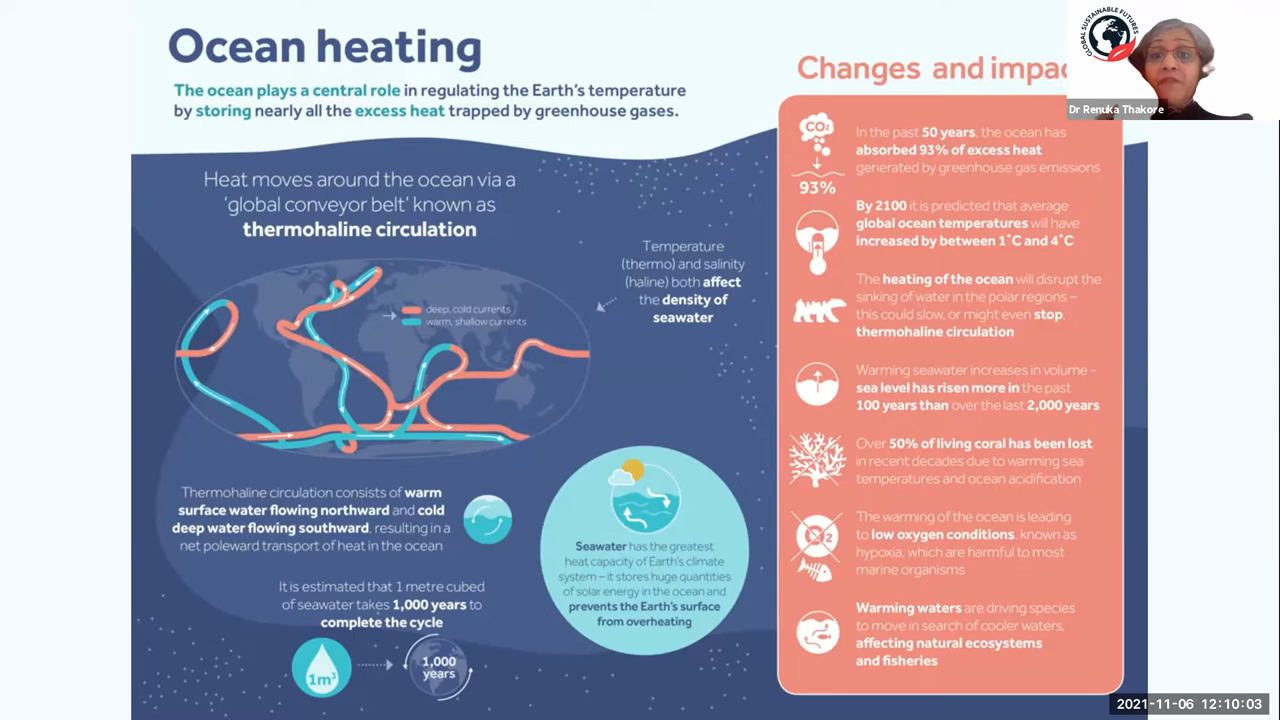 Ocean heating
The ocean plays a central role in regulating the Earth's temperature
by storing nearly all the excess heat trapped by greenhouse gases.
Heat moves around the ocean via a
'global conveyor belt' known as
thermohaline circulation
Temperature
(thermo) and salinity
(haline) both affect
the density of
seawater
deep, cold currents
warm, shallow currents
Thermohaline circulation consists of warm
surface water flowing northward and cold
deep water flowing southward, resulting in a
net poleward transport of heat in the ocean
It is estimated that 1 metre cubed
of seawater takes 1,000 years to
complete the cycle
1m³
1,000
years
Seawater has the greatest
heat capacity of Earth's climate
system – it stores huge quantities
of solar energy in the ocean and
prevents the Earth's surface
from overheating
Changes and impac
CO2
93%
In the past 50 years, the ocean has
absorbed 93% of excess heat
generated by greenhouse gas emissions
By 2100 it is predicted that average
global ocean temperatures will have
increased by between 1˚C and 4˚C
The heating of the ocean will disrupt the
sinking of water in the polar regions –
this could slow, or might even stop,
thermohaline circulation
Warming seawater increases in volume –
sea level has risen more in the past
100 years than over the last 2,000 years
Over 50% of living coral has been lost
in recent decades due to warming sea
temperatures and ocean acidification
O2
The warming of the ocean is leading
to low oxygen conditions, known as
hypoxia, which are harmful to most
marine organisms
Warming waters are driving species
to move in search of cooler waters,
affecting natural ecosystems
and fisheries
GLOBAL SUSTAINABLE FUTURES
Dr Renuka Thakore
2021-11-06 12:10:03